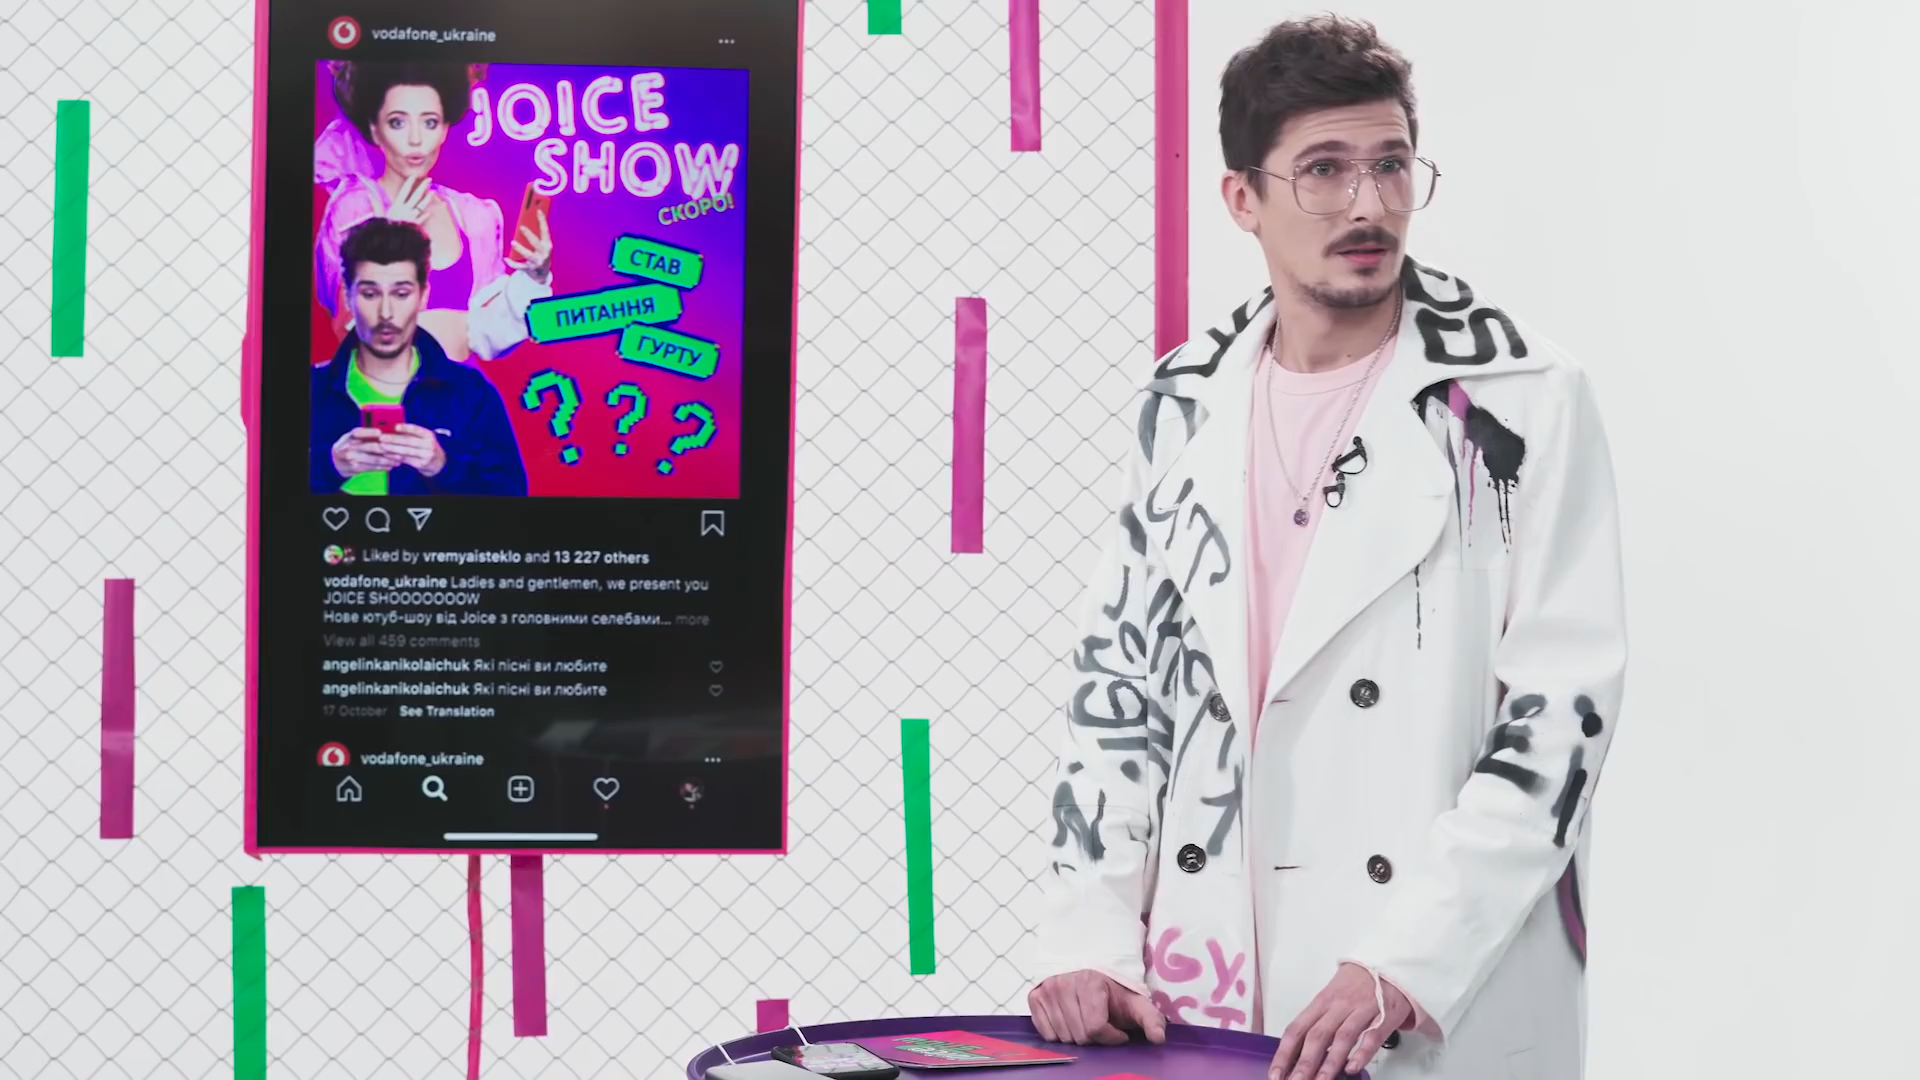 vodafone_ukraine
JOICE
SHOW
СКОРО!
СТАВ
ПИТАННЯ
ГУРТУ
???
Liked by vremyaisteklo and 13 227 others
vodafone_ukraine Ladies and gentlemen, we present you
JOICE SHOOOOOOOW
Нове ютуб-шоу від Joice з головними селебами... more
View all 459 comments
angelinkanikolaichuk Які пісні ви любите
angelinkanikolaichuk Які пісні ви любите
17 October See Translation
vodafone_ukraine